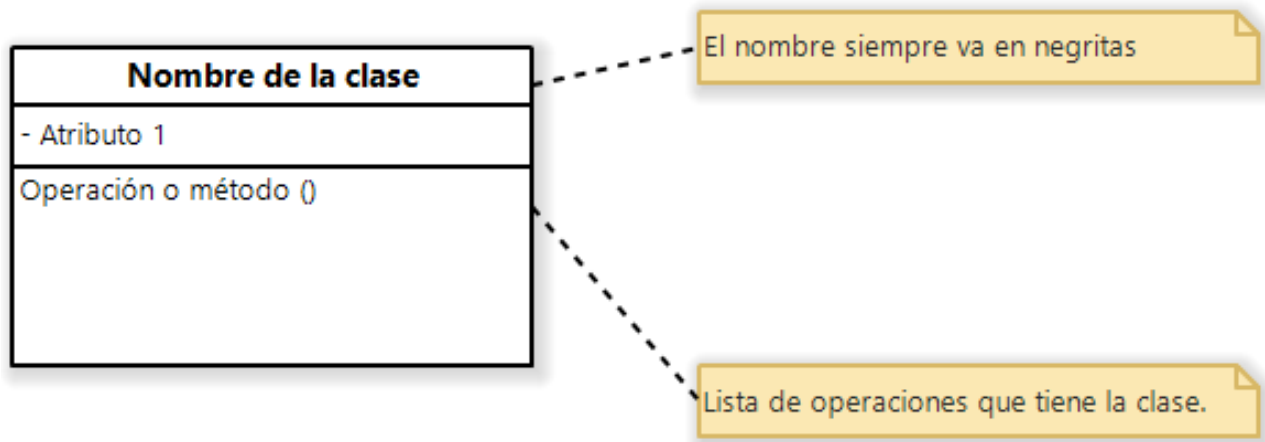 El nombre siempre va en negritas
Nombre de la clase
- Atributo 1
Operación o método ()
Lista de operaciones que tiene la clase.